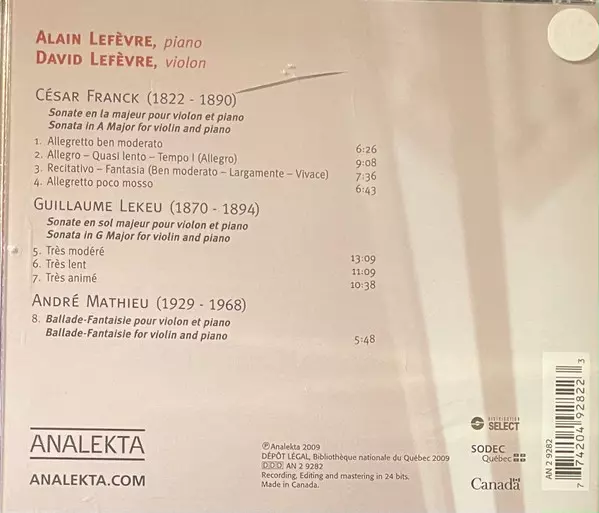 ALAIN LEFÈVRE, piano
DAVID LEFÈVRE, violon
CÉSAR FRANCK (1822 - 1890)
Sonate en la majeur pour violon et piano
Sonata in A Major for violin and piano
1. Allegretto ben moderato 6:26
2. Allegro – Quasi lento – Tempo I (Allegro) 9:08
3. Recitativo – Fantasia (Ben moderato – Largamente – Vivace) 7:36
4. Allegretto poco mosso 6:43
GUILLAUME LEKEU (1870 - 1894)
Sonate en sol majeur pour violon et piano
Sonata in G Major for violin and piano
5. Très modéré 13:09
6. Très lent 11:09
7. Très animé 10:38
ANDRÉ MATHIEU (1929 - 1968)
8. Ballade-Fantaisie pour violon et piano
Ballade-Fantaisie for violin and piano 5:48
ANALEKTA
ANALEKTA.COM
℗Analekta 2009
DÉPÔT LÉGAL, Bibliothèque nationale du Québec 2009
DDD AN 2 9282
Recording, Editing and mastering in 24 bits.
Made in Canada.
DISTRIBUTION
SELECT
SODEC
Québec
Canada
AN 2 9282
7 74204 92822 3